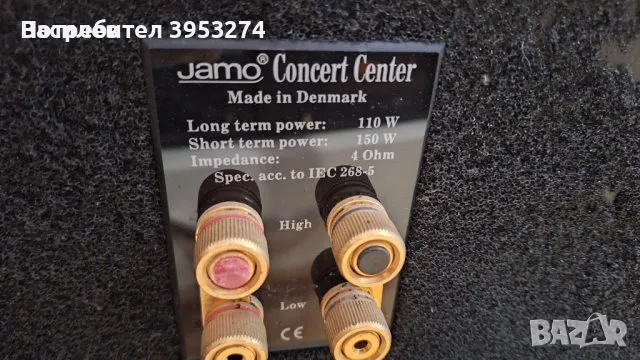 Потребител 3953274
Jamo® Concert Center
Made in Denmark
Long term power: 110 W
Short term power: 150 W
Impedance: 4 Ohm
Spec. acc. to IEC 268-5
High
Low
CE
BAZAR